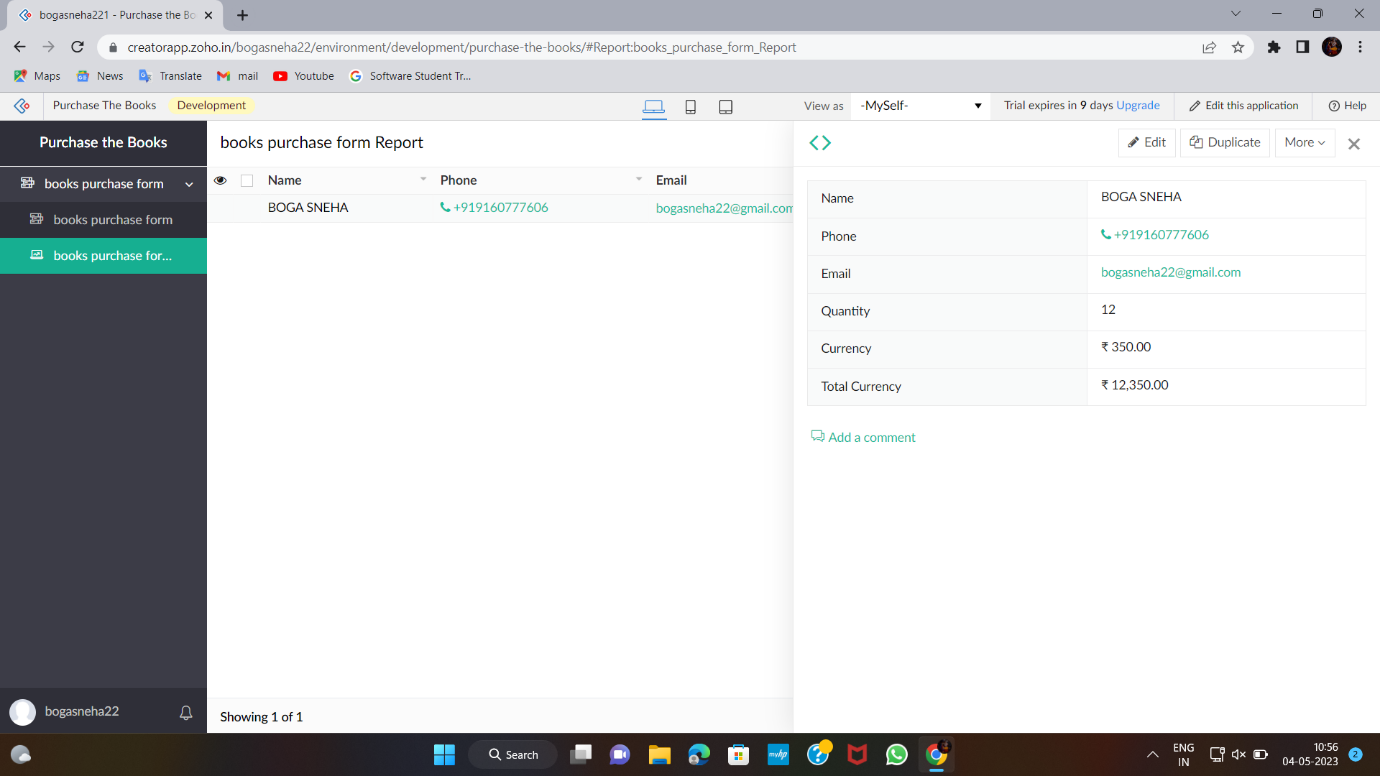 bogasneha221 - Purchase the Bo
creatorapp.zoho.in/bogasneha22/environment/development/purchase-the-books/#Report:books_purchase_form_Report
Maps News Translate mail Youtube Software Student Tr...
Purchase The Books Development View as -MySelf- Trial expires in 9 days Upgrade Edit this application Help
Purchase the Books
books purchase form
books purchase form
books purchase for...
bogasneha22
books purchase form Report
Name Phone Email
BOGA SNEHA +919160777606 bogasneha22@gmail.com
Showing 1 of 1
Edit Duplicate More
Name BOGA SNEHA
Phone +919160777606
Email bogasneha22@gmail.com
Quantity 12
Currency ₹ 350.00
Total Currency ₹ 12,350.00
Add a comment
Search
myhp
ENG
IN
10:56
04-05-2023
2